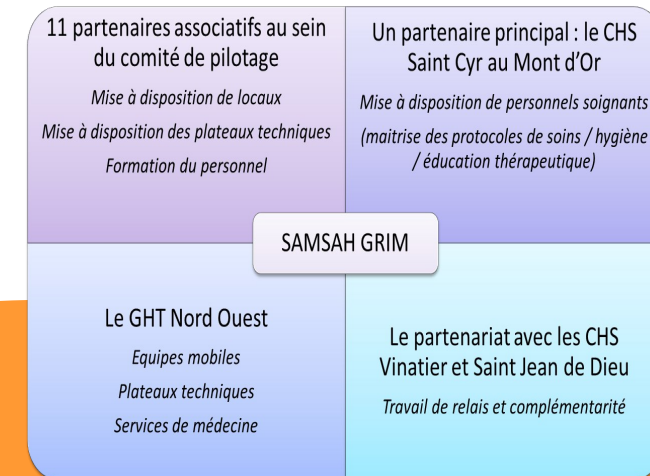 11 partenaires associatifs au sein
du comité de pilotage
Mise à disposition de locaux
Mise à disposition des plateaux techniques
Formation du personnel
Un partenaire principal : le CHS
Saint Cyr au Mont d'Or
Mise à disposition de personnels soignants
(maitrise des protocoles de soins / hygiène
/ éducation thérapeutique)
SAMSAH GRIM
Le GHT Nord Ouest
Equipes mobiles
Plateaux techniques
Services de médecine
Le partenariat avec les CHS
Vinatier et Saint Jean de Dieu
Travail de relais et complémentarité